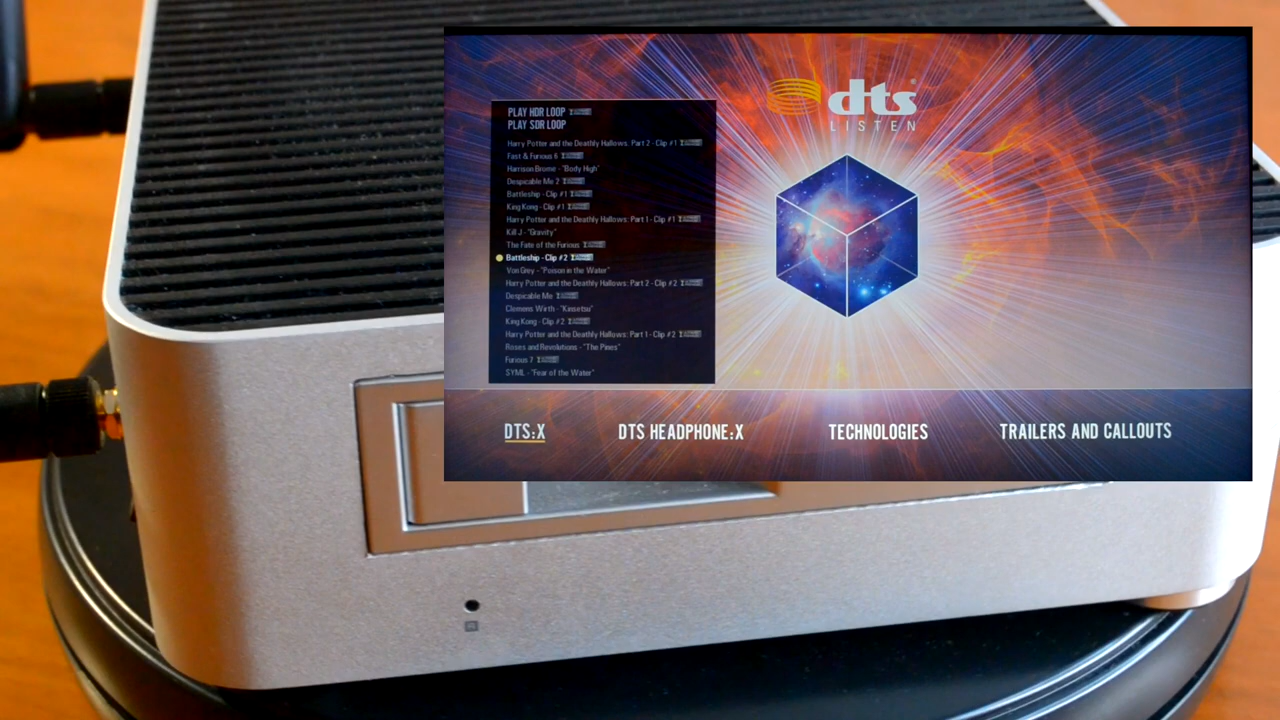 dts
LISTEN
PLAY HDR LOOP
PLAY SDR LOOP
Harry Potter and the Deathly Hallows: Part 2 - Clip #1
Fast & Furious 6
Harrison Brome - "Body High"
Despicable Me 2
Battleship - Clip #1
King Kong - Clip #1
Harry Potter and the Deathly Hallows: Part 1 - Clip #1
Kill J - "Gravity"
The Fate of the Furious
Battleship - Clip #2
Von Grey - "Poison in the Water"
Harry Potter and the Deathly Hallows: Part 2 - Clip #2
Despicable Me
Clemens Wirth - "Kinsetsu"
King Kong - Clip #2
Harry Potter and the Deathly Hallows: Part 1 - Clip #2
Roses and Revolutions - "The Pines"
Furious 7
SYML - "Fear of the Water"
DTS:X DTS HEADPHONE:X TECHNOLOGIES TRAILERS AND CALLOUTS